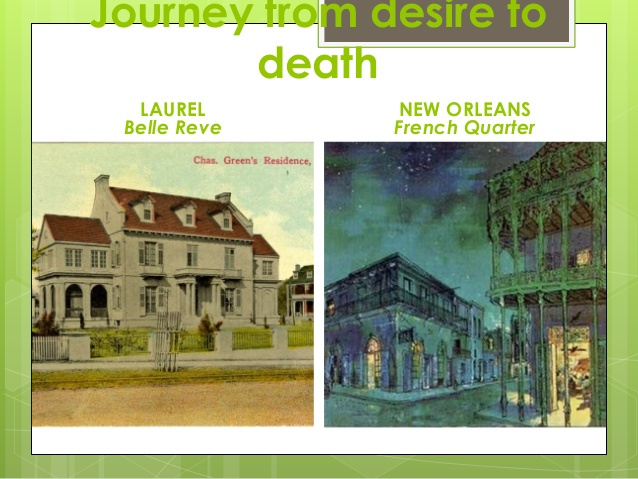 Journey from desire to
death
LAUREL
Belle Reve
NEW ORLEANS
French Quarter
Chas. Green's Residence,